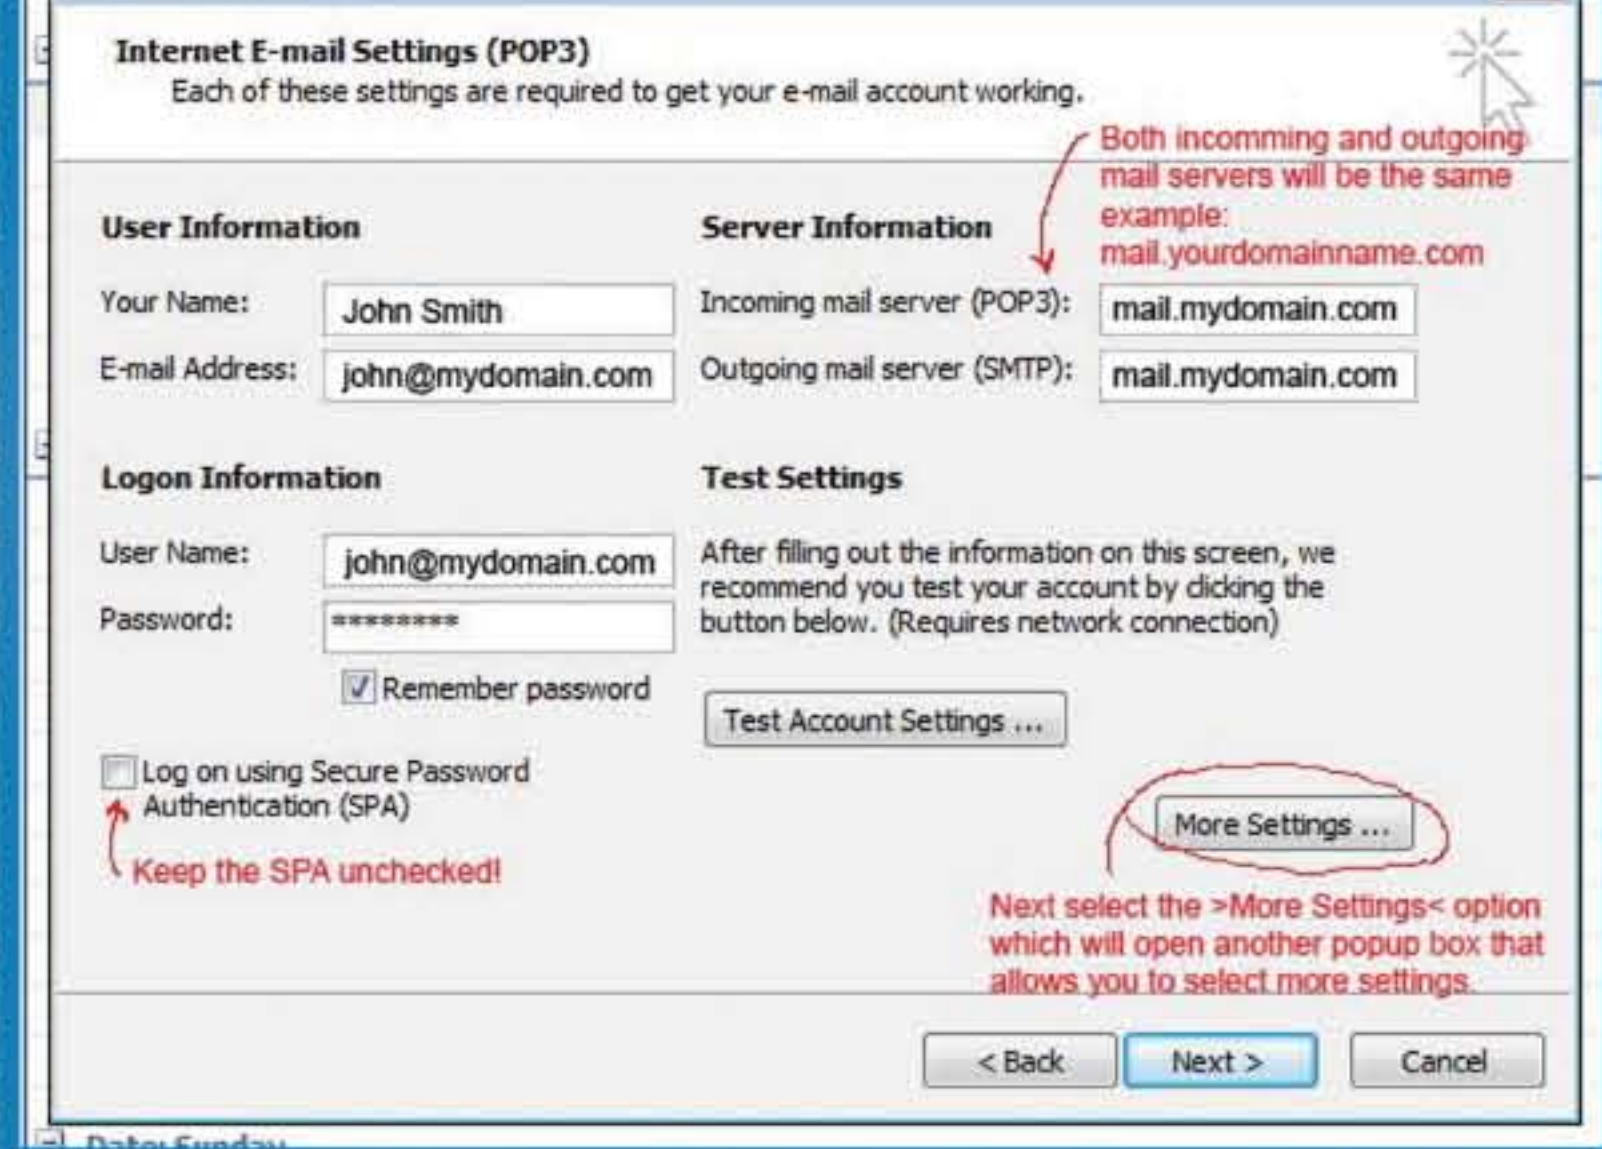 Internet E-mail Settings (POP3)
Each of these settings are required to get your e-mail account working.
Both incomming and outgoing
mail servers will be the same
example:
mail.yourdomainname.com
User Information
Server Information
Your Name:
John Smith
Incoming mail server (POP3):
mail.mydomain.com
E-mail Address:
john@mydomain.com
Outgoing mail server (SMTP):
mail.mydomain.com
Logon Information
Test Settings
User Name:
john@mydomain.com
Password:
********
After filling out the information on this screen, we
recommend you test your account by clicking the
button below. (Requires network connection)
Remember password
Test Account Settings ...
Log on using Secure Password
Authentication (SPA)
Keep the SPA unchecked!
More Settings ...
Next select the >More Settings< option
which will open another popup box that
allows you to select more settings.
< Back
Next >
Cancel
Date: Sunday